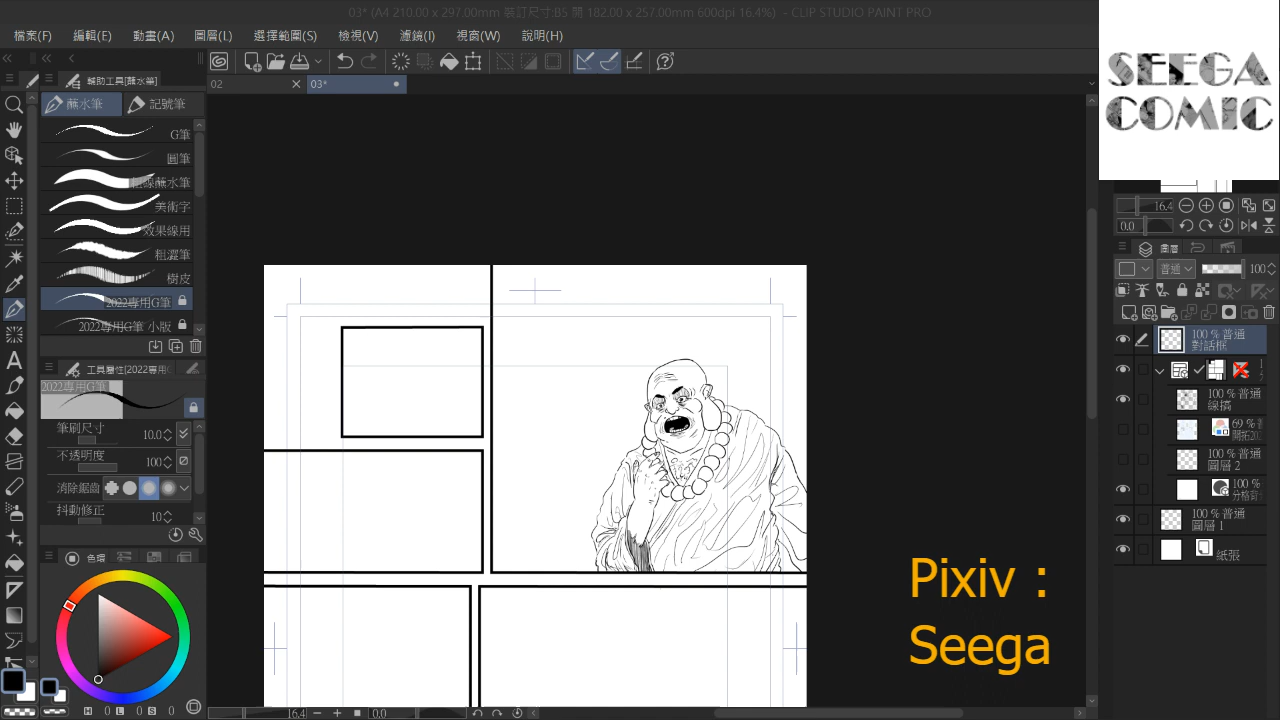 03* (A4 210.00 x 297.00mm 裝訂尺寸:B5 開 182.00 x 257.00mm 600dpi 16.4%) - CLIP STUDIO PAINT PRO
檔案(F) 編輯(E) 動畫(A) 圖層(L) 選擇範圍(S) 檢視(V) 濾鏡(I) 視窗(W) 說明(H)
02 03*
輔助工具[蘸水筆]
蘸水筆 記號筆
G筆
圓筆
粗線蘸水筆
美術字
效果線用
粗澀筆
樹皮
2022專用G筆
2022專用G筆 小版
工具屬性[2022專用G
2022專用G筆
筆刷尺寸 10.0
不透明度 100
消除鋸齒
抖動修正 10
色環
H 0 L 0 S 0
16.4 0.0
SEEGA
COMIC
16.4
0.0
普通 100
100 % 普通
對話框
100 % 普通
線搞
69 % 普
100 % 普通
圖層 2
100 %
100 % 普通
圖層 1
紙張
Pixiv :
Seega